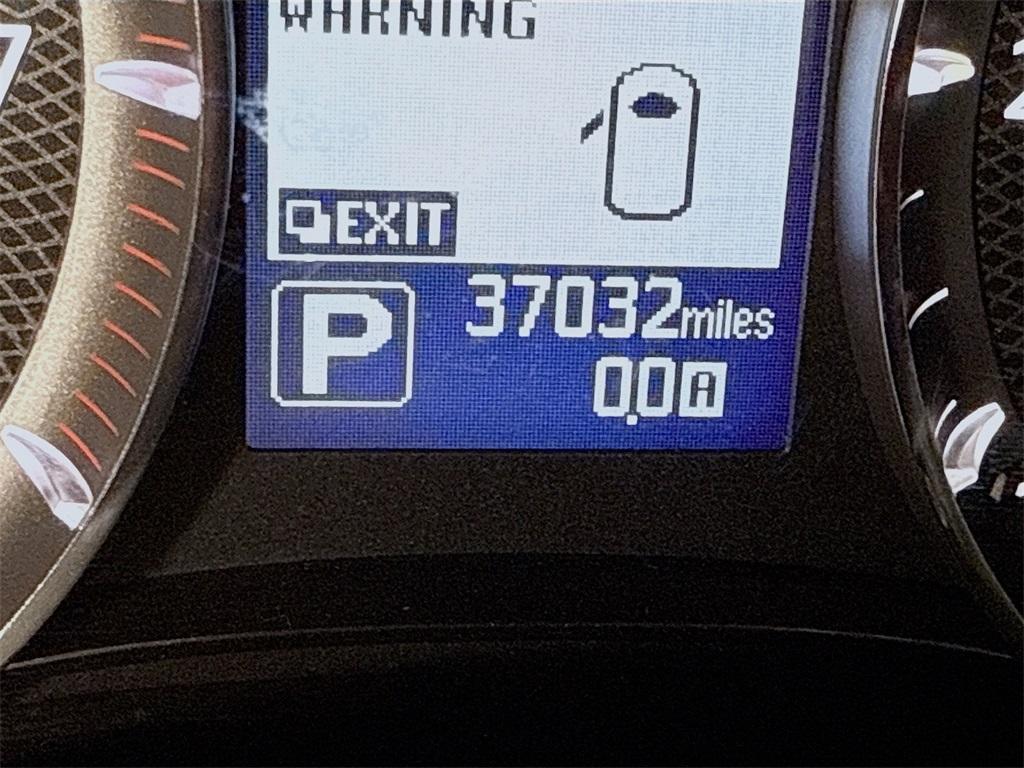 WARNING
EXIT
P
37032miles
0.0A